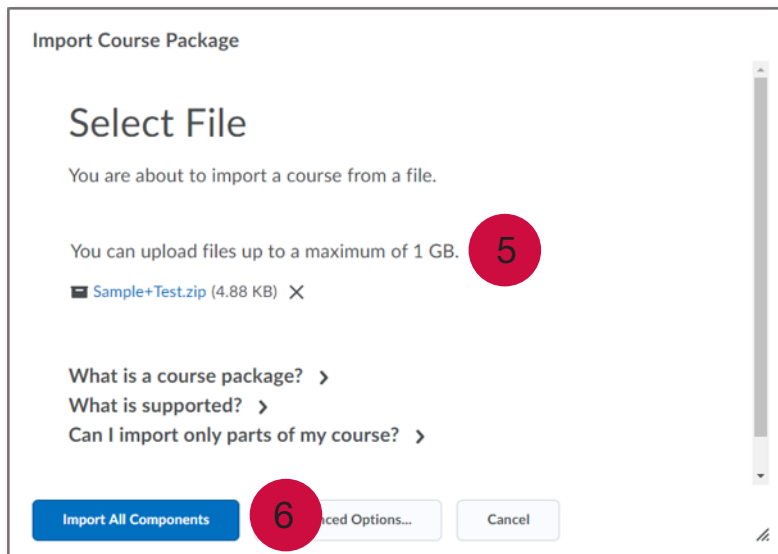 Import Course Package
Select File
You are about to import a course from a file.
You can upload files up to a maximum of 1 GB.
5
Sample+Test.zip (4.88 KB)
What is a course package?
What is supported?
Can I import only parts of my course?
Import All Components
6
Options...
Cancel